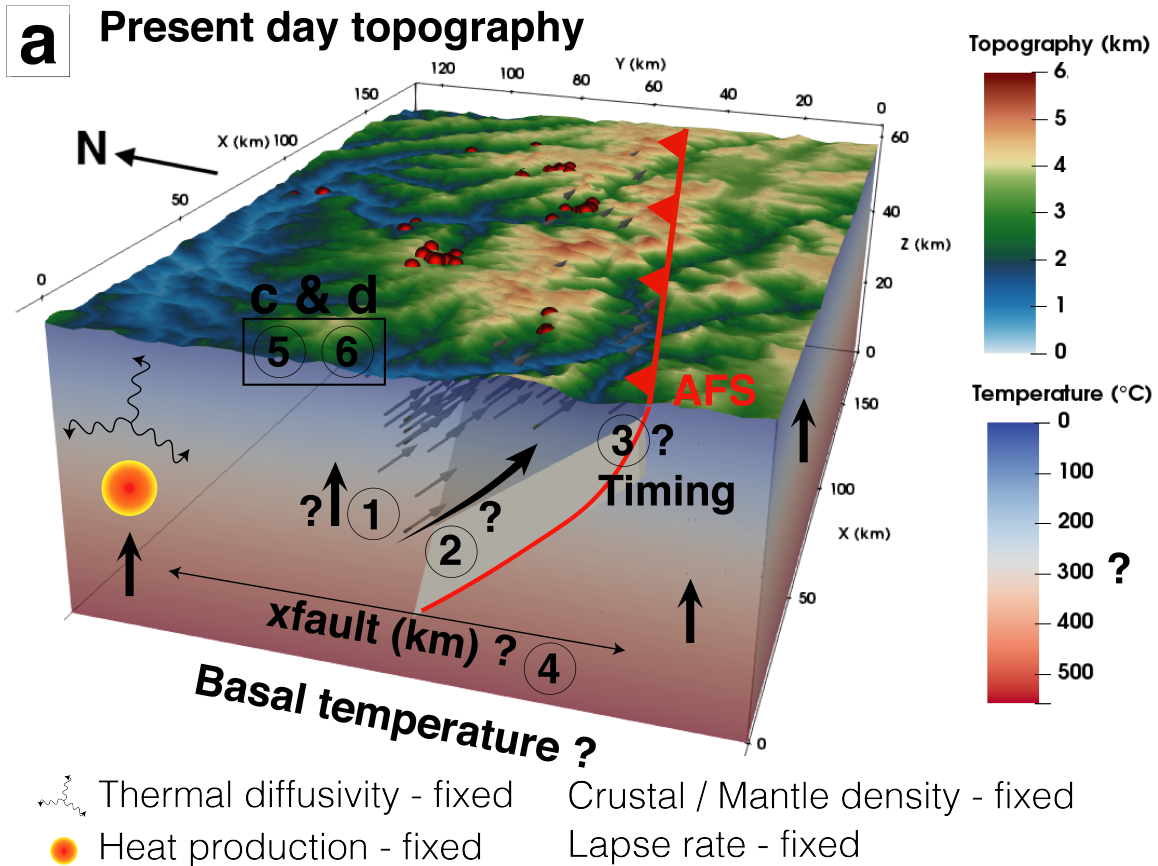 a Present day topography
Topography (km)
6
5
4
3
2
1
0
Temperature (°C)
0
100
200
300 ?
400
500
120 100 80 60 40 20 0
Y (km)
150
X (km) 100
50
0
N
60
40
Z (km)
20
0
150
100
X (km)
50
0
c & d
5 6
AFS
3 ?
Timing
? 1
2 ?
xfault (km) ? 4
Basal temperature ?
Thermal diffusivity - fixed
Crustal / Mantle density - fixed
Heat production - fixed
Lapse rate - fixed